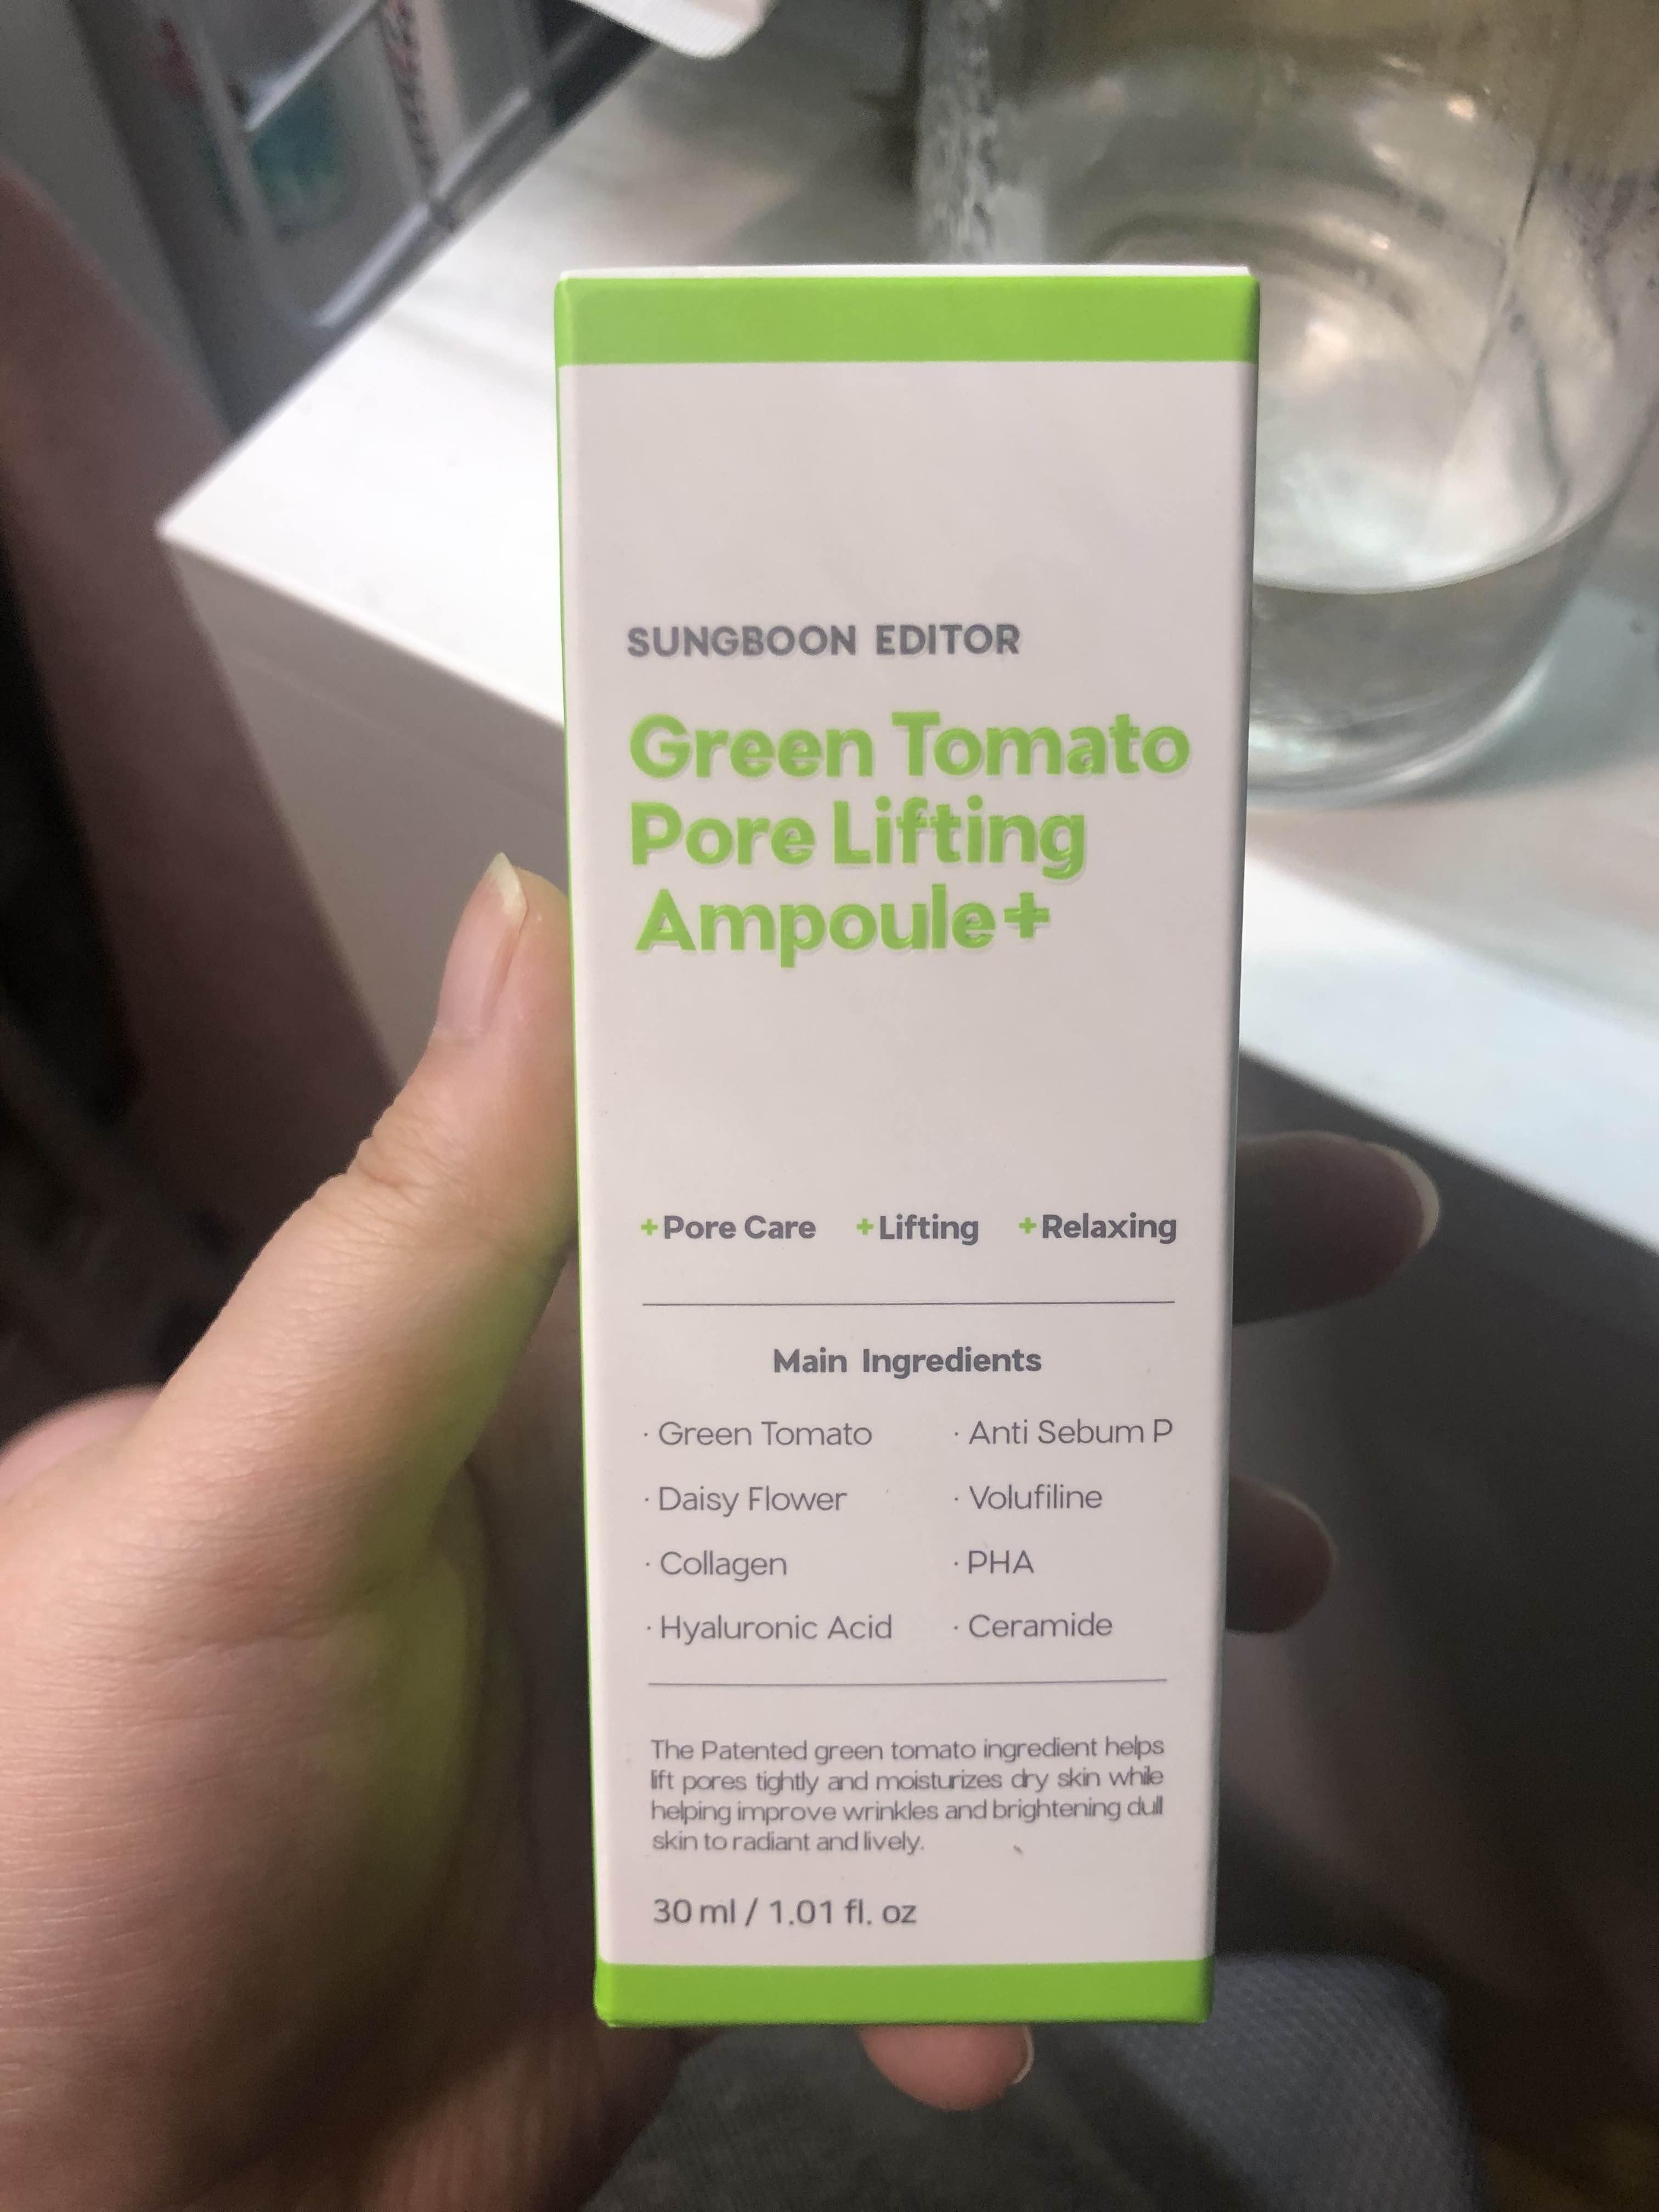 SUNGBOON EDITOR
Green Tomato
Pore Lifting
Ampoule+
+Pore Care +Lifting +Relaxing
Main Ingredients
· Green Tomato · Anti Sebum P
· Daisy Flower · Volufiline
· Collagen · PHA
· Hyaluronic Acid · Ceramide
The Patented green tomato ingredient helps
lift pores tightly and moisturizes dry skin while
helping improve wrinkles and brightening dull
skin to radiant and lively.
30 ml / 1.01 fl. oz